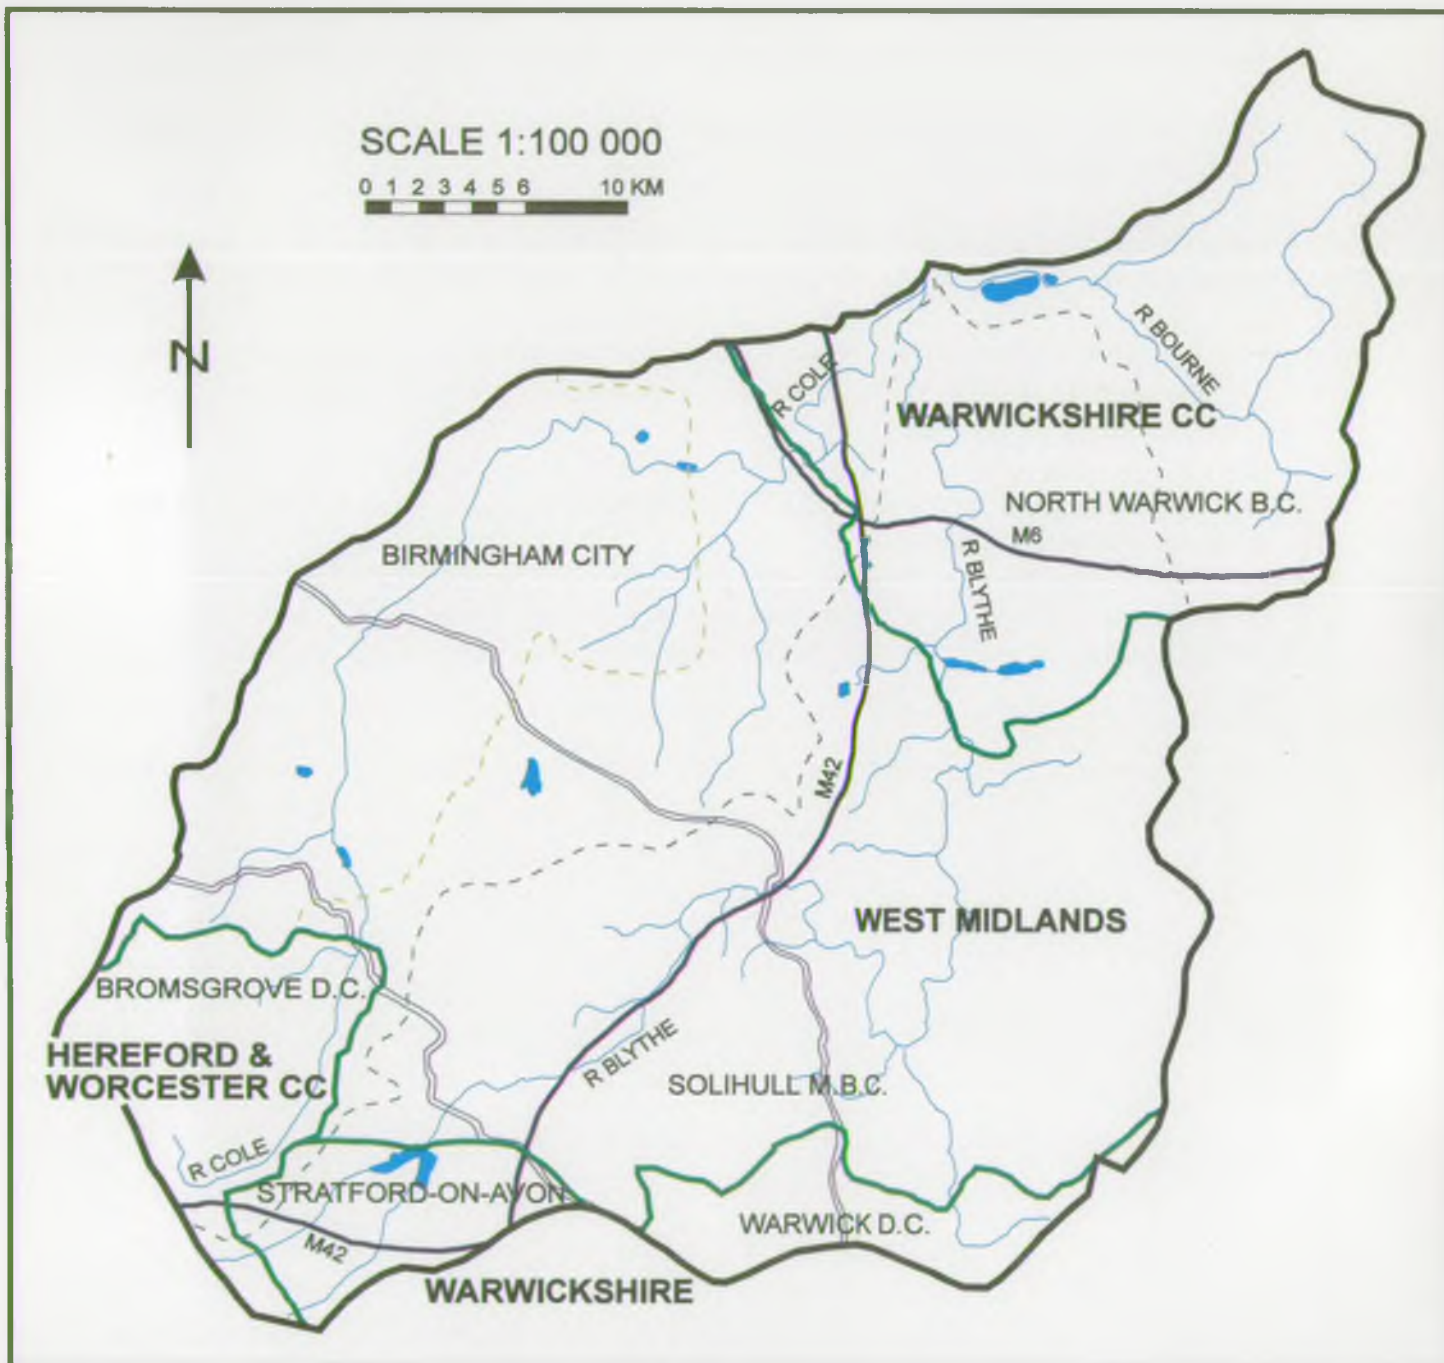 SCALE 1:100 000
0 1 2 3 4 5 6 10 KM
N
R COLE
R BOURNE
WARWICKSHIRE CC
NORTH WARWICK B.C.
M6
BIRMINGHAM CITY
R BLYTHE
M42
WEST MIDLANDS
BROMSGROVE D.C.
HEREFORD &
WORCESTER CC
R BLYTHE
SOLIHULL M.B.C.
R COLE
STRATFORD-ON-AVON
WARWICK D.C.
M42
WARWICKSHIRE